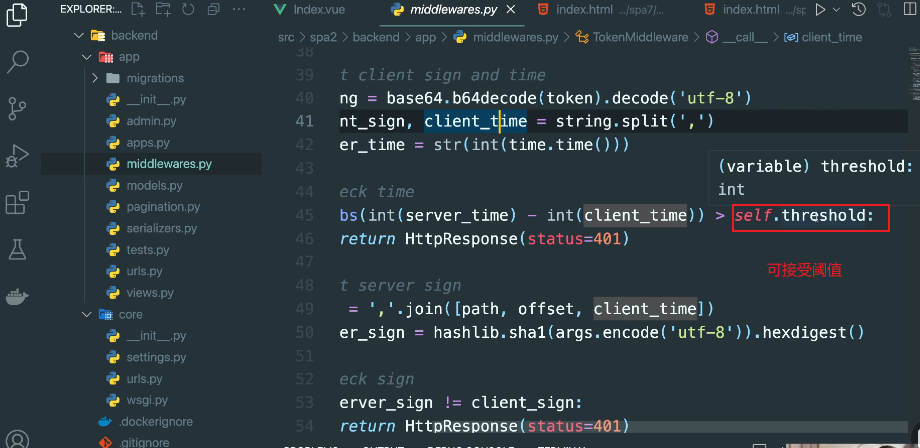 EXPLORER:...
Index.vue
middlewares.py
index.html .../spa7/...
index.html .../sp
backend
src > spa2 > backend > app > middlewares.py > TokenMiddleware > __call__ > client_time
app
migrations
__init__.py
admin.py
apps.py
middlewares.py
models.py
pagination.py
serializers.py
tests.py
urls.py
views.py
core
__init__.py
settings.py
urls.py
wsgi.py
.dockerignore
.gitignore
38
39 t client sign and time
40 ng = base64.b64decode(token).decode('utf-8')
41 nt_sign, client_time = string.split(',')
42 er_time = str(int(time.time()))
43
(variable) threshold:
int
44 eck time
45 bs(int(server_time) - int(client_time)) > self.threshold:
46 return HttpResponse(status=401)
可接受阈值
47
48 t server sign
49 = ','.join([path, offset, client_time])
50 er_sign = hashlib.sha1(args.encode('utf-8')).hexdigest()
51
52 eck sign
53 erver_sign != client_sign:
54 return HttpResponse(status=401)